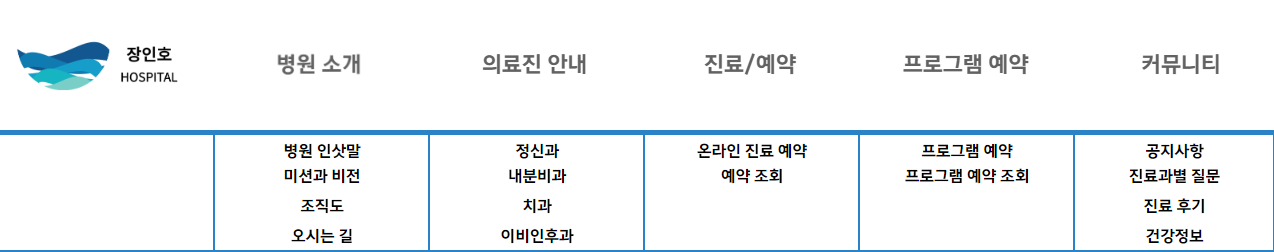 장인호
HOSPITAL
병원 소개
의료진 안내
진료/예약
프로그램 예약
커뮤니티
병원 인삿말
미션과 비전
조직도
오시는 길
정신과
내분비과
치과
이비인후과
온라인 진료 예약
예약 조회
프로그램 예약
프로그램 예약 조회
공지사항
진료과별 질문
진료 후기
건강정보